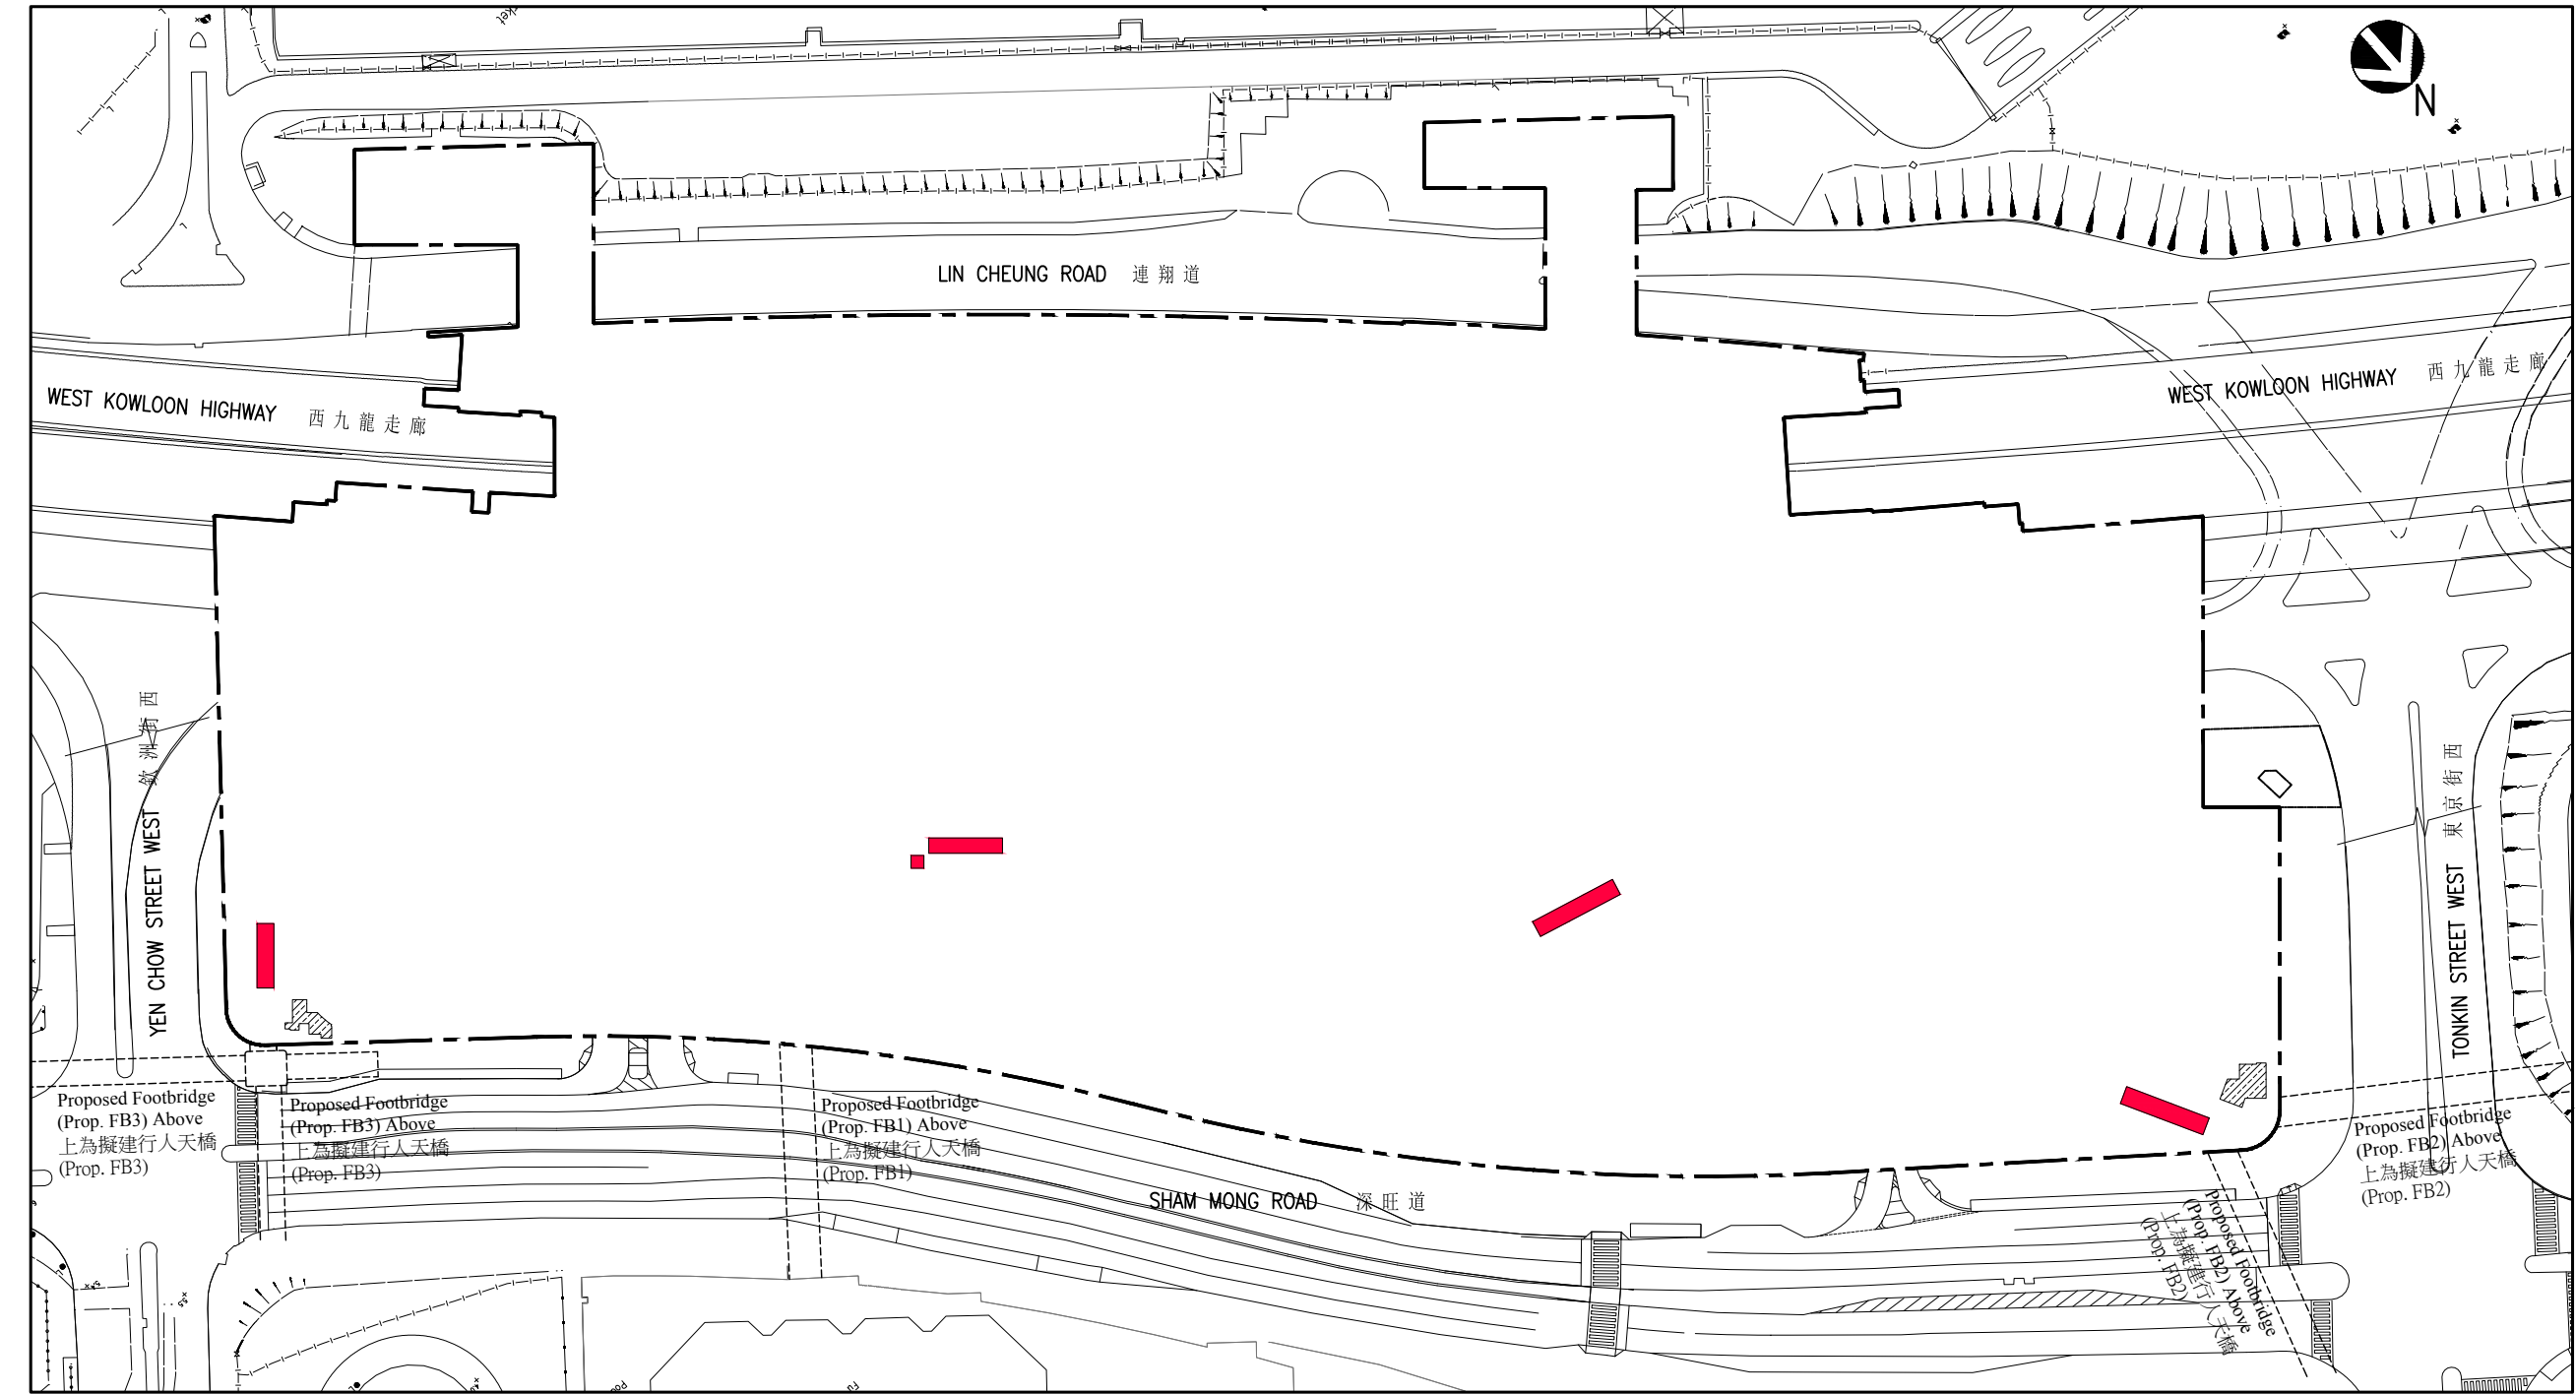 N
LIN CHEUNG ROAD 連翔道
WEST KOWLOON HIGHWAY 西九龍走廊
WEST KOWLOON HIGHWAY 西九龍走廊
YEN CHOW STREET WEST 欽洲街西
TONKIN STREET WEST 東京街西
Proposed Footbridge
(Prop. FB3) Above
上為擬建行人天橋
(Prop. FB3)
Proposed Footbridge
(Prop. FB3) Above
上為擬建行人天橋
(Prop. FB3)
Proposed Footbridge
(Prop. FB1) Above
上為擬建行人天橋
(Prop. FB1)
Proposed Footbridge
(Prop. FB2) Above
上為擬建行人天橋
(Prop. FB2)
SHAM MONG ROAD 深旺道
Proposed Footbridge
(Prop. FB2) Above
上為擬建行人天橋
(Prop. FB2)